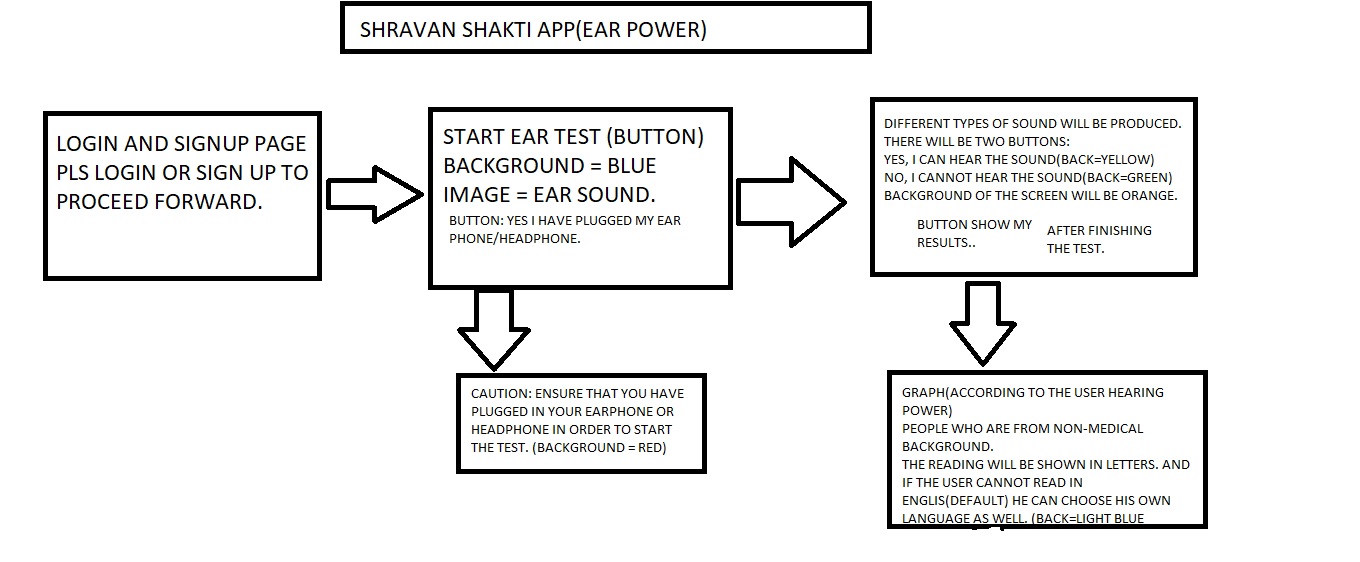 SHRAVAN SHAKTI APP(EAR POWER)
LOGIN AND SIGNUP PAGE
PLS LOGIN OR SIGN UP TO
PROCEED FORWARD.
START EAR TEST (BUTTON)
BACKGROUND = BLUE
IMAGE = EAR SOUND.
BUTTON: YES I HAVE PLUGGED MY EAR
PHONE/HEADPHONE.
CAUTION: ENSURE THAT YOU HAVE
PLUGGED IN YOUR EARPHONE OR
HEADPHONE IN ORDER TO START
THE TEST. (BACKGROUND = RED)
DIFFERENT TYPES OF SOUND WILL BE PRODUCED.
THERE WILL BE TWO BUTTONS:
YES, I CAN HEAR THE SOUND(BACK=YELLOW)
NO, I CANNOT HEAR THE SOUND(BACK=GREEN)
BACKGROUND OF THE SCREEN WILL BE ORANGE.
BUTTON SHOW MY
RESULTS..
AFTER FINISHING
THE TEST.
GRAPH(ACCORDING TO THE USER HEARING
POWER)
PEOPLE WHO ARE FROM NON-MEDICAL
BACKGROUND.
THE READING WILL BE SHOWN IN LETTERS. AND
IF THE USER CANNOT READ IN
ENGLIS(DEFAULT) HE CAN CHOOSE HIS OWN
LANGUAGE AS WELL. (BACK=LIGHT BLUE